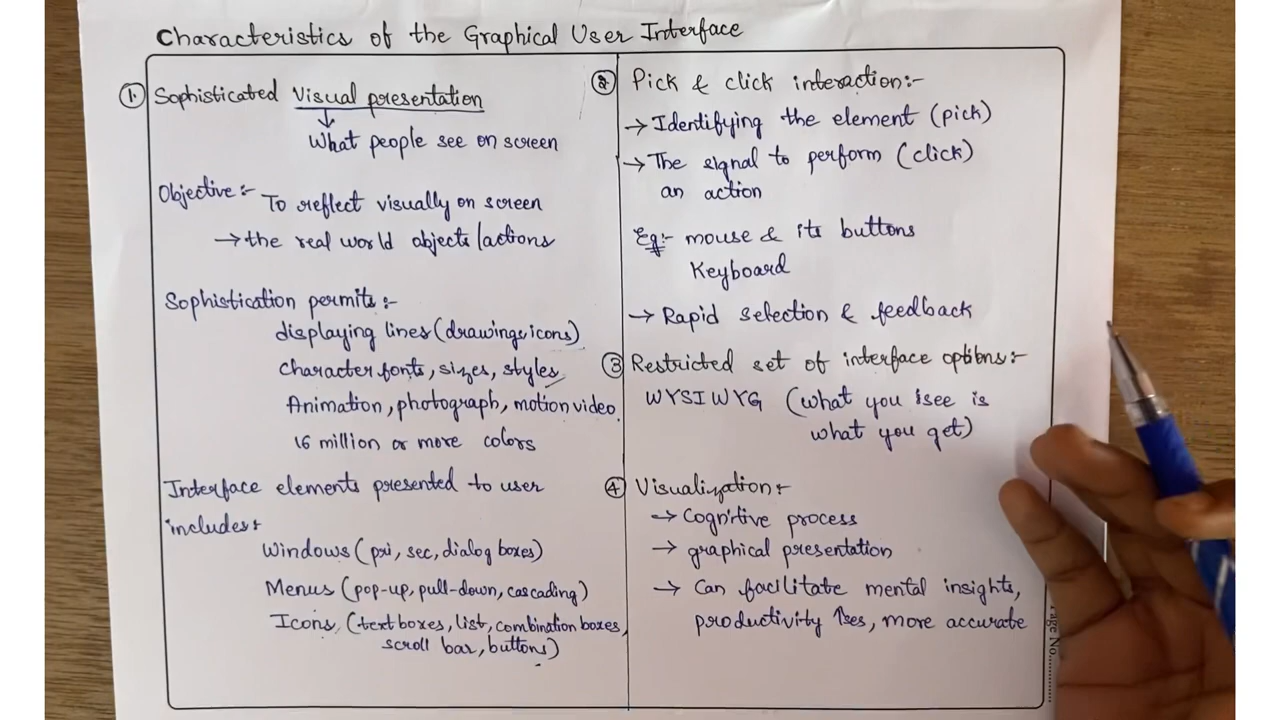 Characteristics of the Graphical User Interface
① Sophisticated Visual presentation
↓
What people see on screen
Objective :- To reflect visually on screen
→ the real world objects/actions
Sophistication permits :-
displaying lines (drawings icons)
Character fonts, sizes, styles
Animation, photograph, motion video.
16 million or more colors
Interface elements presented to user
includes :-
Windows (pri, sec, dialog boxes)
Menus (pop-up, pull-down, cascading)
Icons, (text boxes, list, combination boxes,
scroll bar, buttons)
② Pick & click interaction :-
→ Identifying the element (pick)
→ The signal to perform (click)
an action
Eg:- mouse & its buttons
Keyboard
→ Rapid selection & feedback
③ Restricted set of interface options :-
WYSIWYG (what you see is
what you get)
④ Visualization :-
→ Cognitive process
→ graphical presentation
→ Can facilitate mental insights,
productivity ↑ses, more accurate
Page No.............